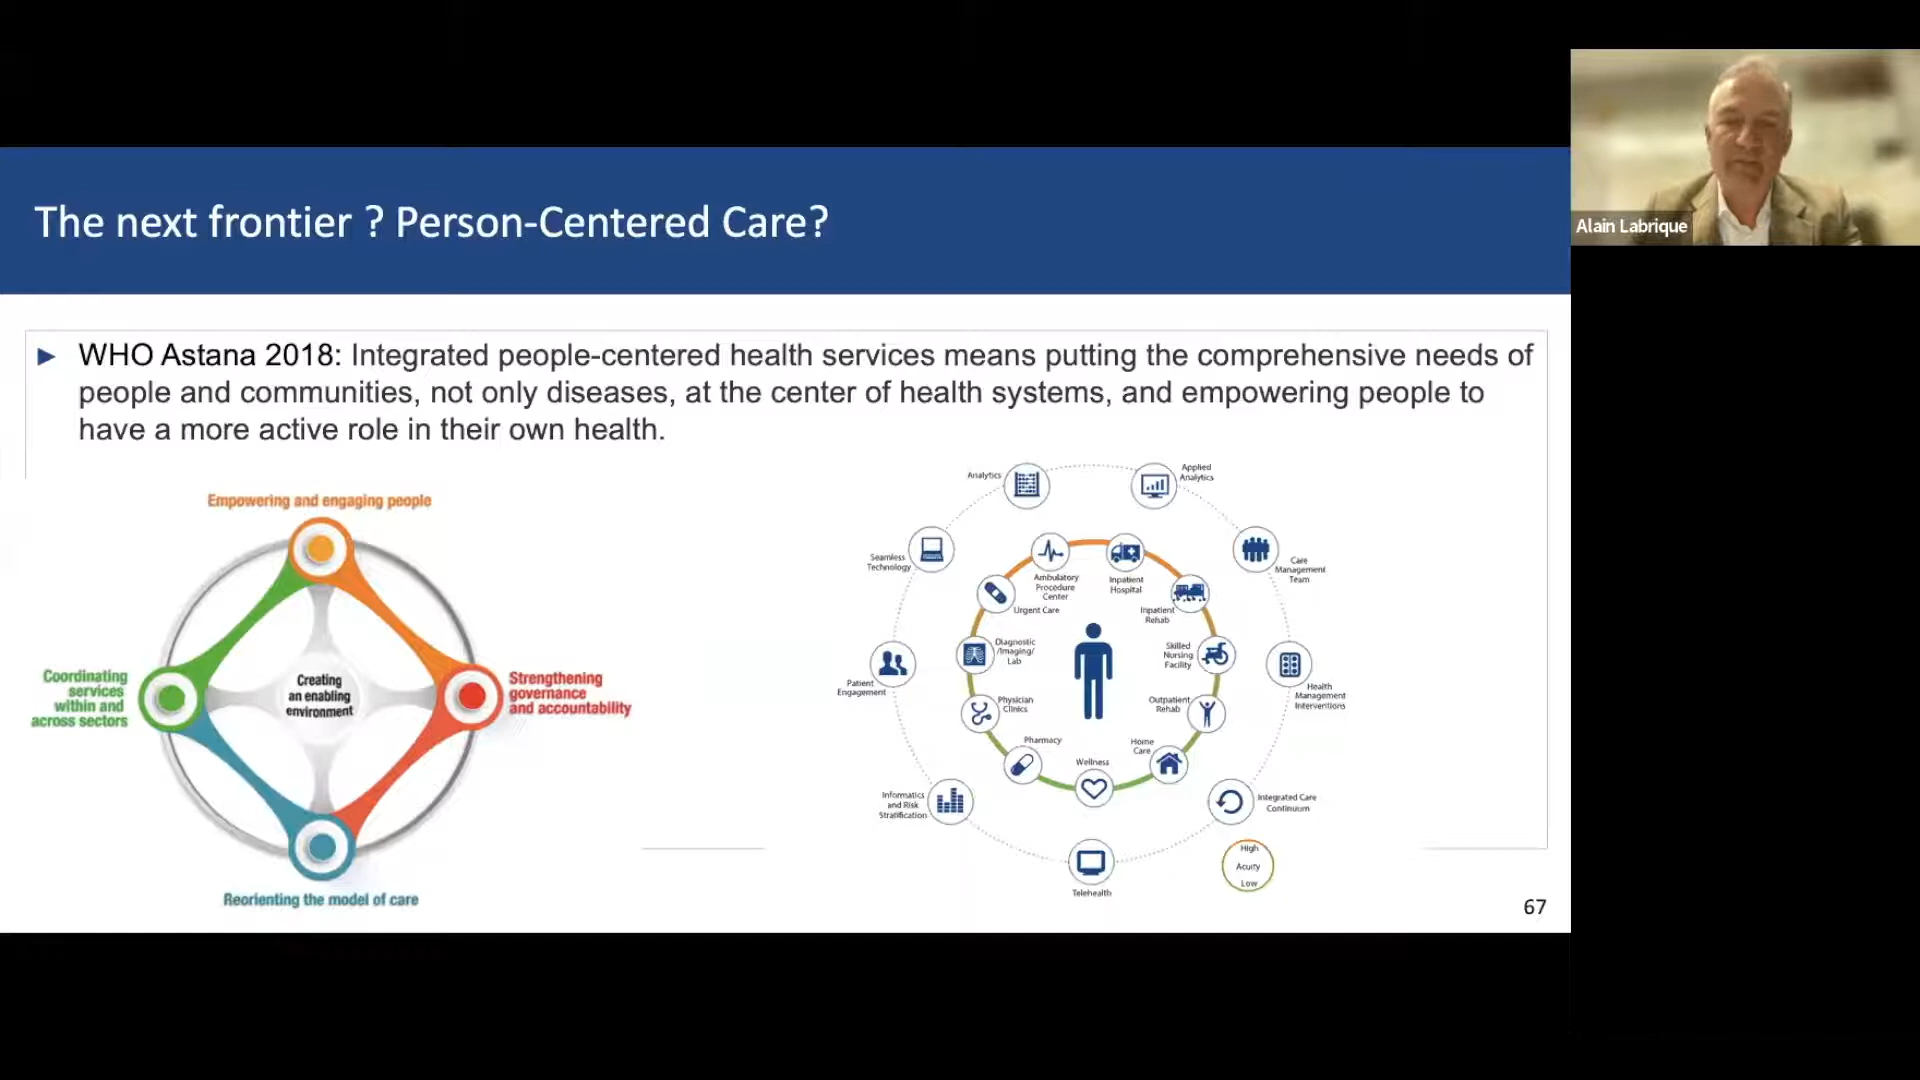 The next frontier ? Person-Centered Care?
Alain Labrique
► WHO Astana 2018: Integrated people-centered health services means putting the comprehensive needs of
people and communities, not only diseases, at the center of health systems, and empowering people to
have a more active role in their own health.
Empowering and engaging people
Coordinating
services
within and
across sectors
Creating
an enabling
environment
Strengthening
governance
and accountability
Reorienting the model of care
Analytics
Applied
Analytics
Seamless
Technology
Care
Management
Team
Patient
Engagement
Health
Management
Interventions
Informatics
and Risk
Stratification
Integrated Care
Continuum
Telehealth
Ambulatory
Procedure
Center
Inpatient
Hospital
Urgent Care
Inpatient
Rehab
Diagnostic
/Imaging/
Lab
Skilled
Nursing
Facility
Physician
Clinics
Outpatient
Rehab
Pharmacy
Home
Care
Wellness
High
Acuity
Low
67